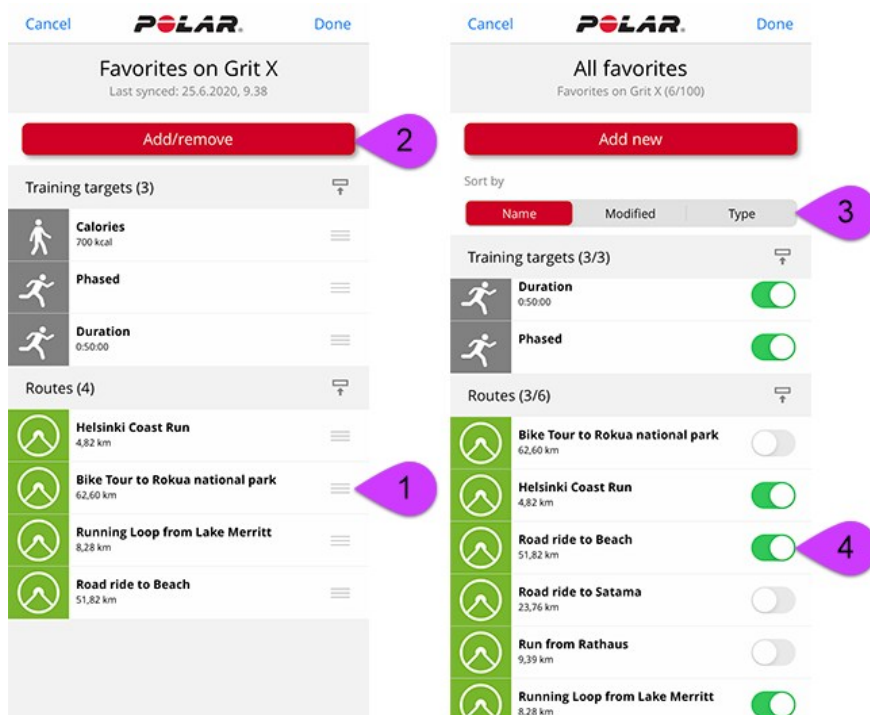 Cancel
POLAR.
Done
Favorites on Grit X
Last synced: 25.6.2020, 9.38
Add/remove
2
Training targets (3)
Calories
700 kcal
Phased
Duration
0:50:00
Routes (4)
Helsinki Coast Run
4,82 km
Bike Tour to Rokua national park
62,60 km
1
Running Loop from Lake Merritt
8,28 km
Road ride to Beach
51,82 km
Cancel
POLAR.
Done
All favorites
Favorites on Grit X (6/100)
Add new
Sort by
Name
Modified
Type
3
Training targets (3/3)
Duration
0:50:00
Phased
Routes (3/6)
Bike Tour to Rokua national park
62,60 km
Helsinki Coast Run
4,82 km
Road ride to Beach
51,82 km
4
Road ride to Satama
23,76 km
Run from Rathaus
9,39 km
Running Loop from Lake Merritt
8,28 km